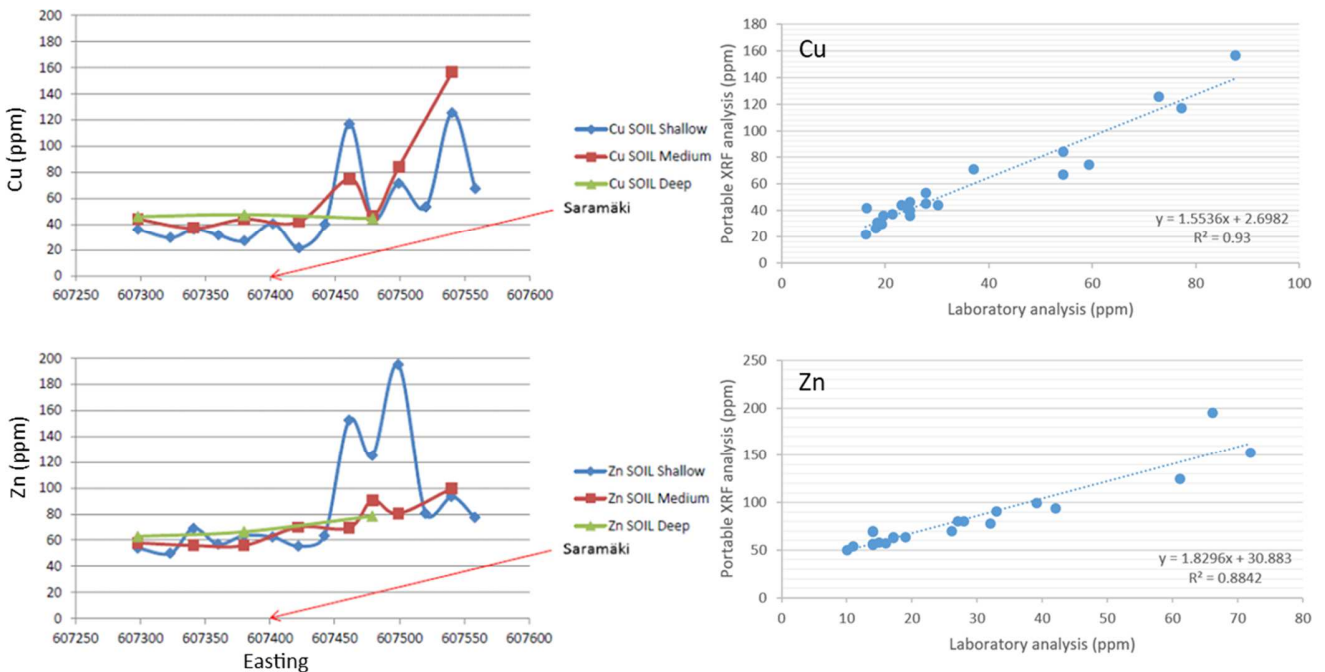 200
180
160
140
120
100
80
60
40
20
0
Cu (ppm)
607250 607300 607350 607400 607450 607500 607550 607600
Cu SOIL Shallow
Cu SOIL Medium
Cu SOIL Deep
Saramäki
180
160
140
120
100
80
60
40
20
0
Portable XRF analysis (ppm)
Cu
y = 1.5536x + 2.6982
R² = 0.93
0 20 40 60 80 100
Laboratory analysis (ppm)
200
180
160
140
120
100
80
60
40
20
0
Zn (ppm)
607250 607300 607350 607400 607450 607500 607550 607600
Easting
Zn SOIL Shallow
Zn SOIL Medium
Zn SOIL Deep
Saramäki
250
200
150
100
50
0
Portable XRF analysis (ppm)
Zn
y = 1.8296x + 30.883
R² = 0.8842
0 10 20 30 40 50 60 70 80
Laboratory analysis (ppm)